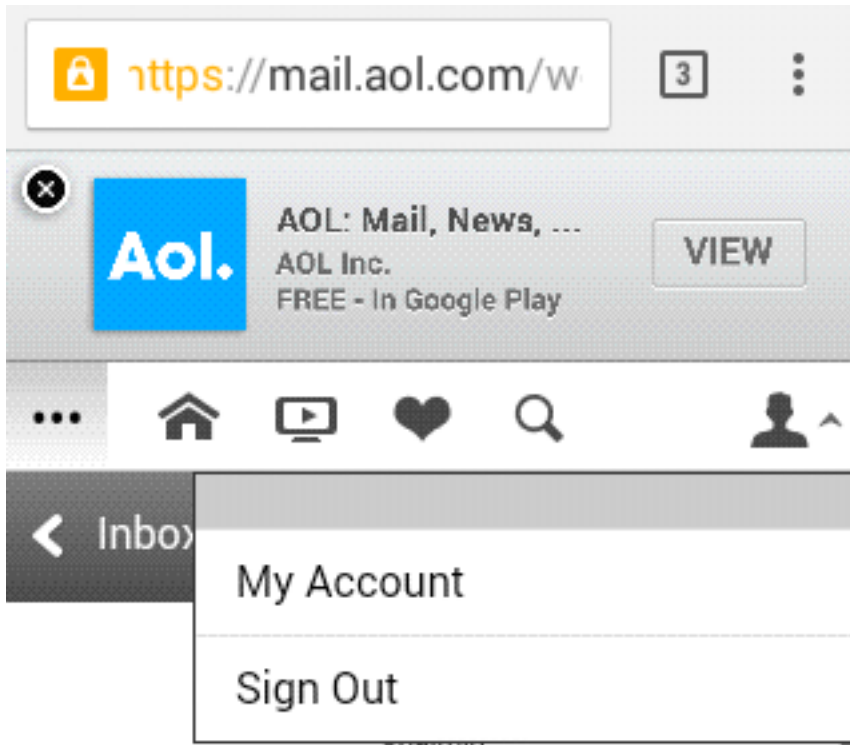 https://mail.aol.com/w
3
Aol.
AOL: Mail, News, ...
AOL Inc.
FREE - In Google Play
VIEW
Inbox
My Account
Sign Out